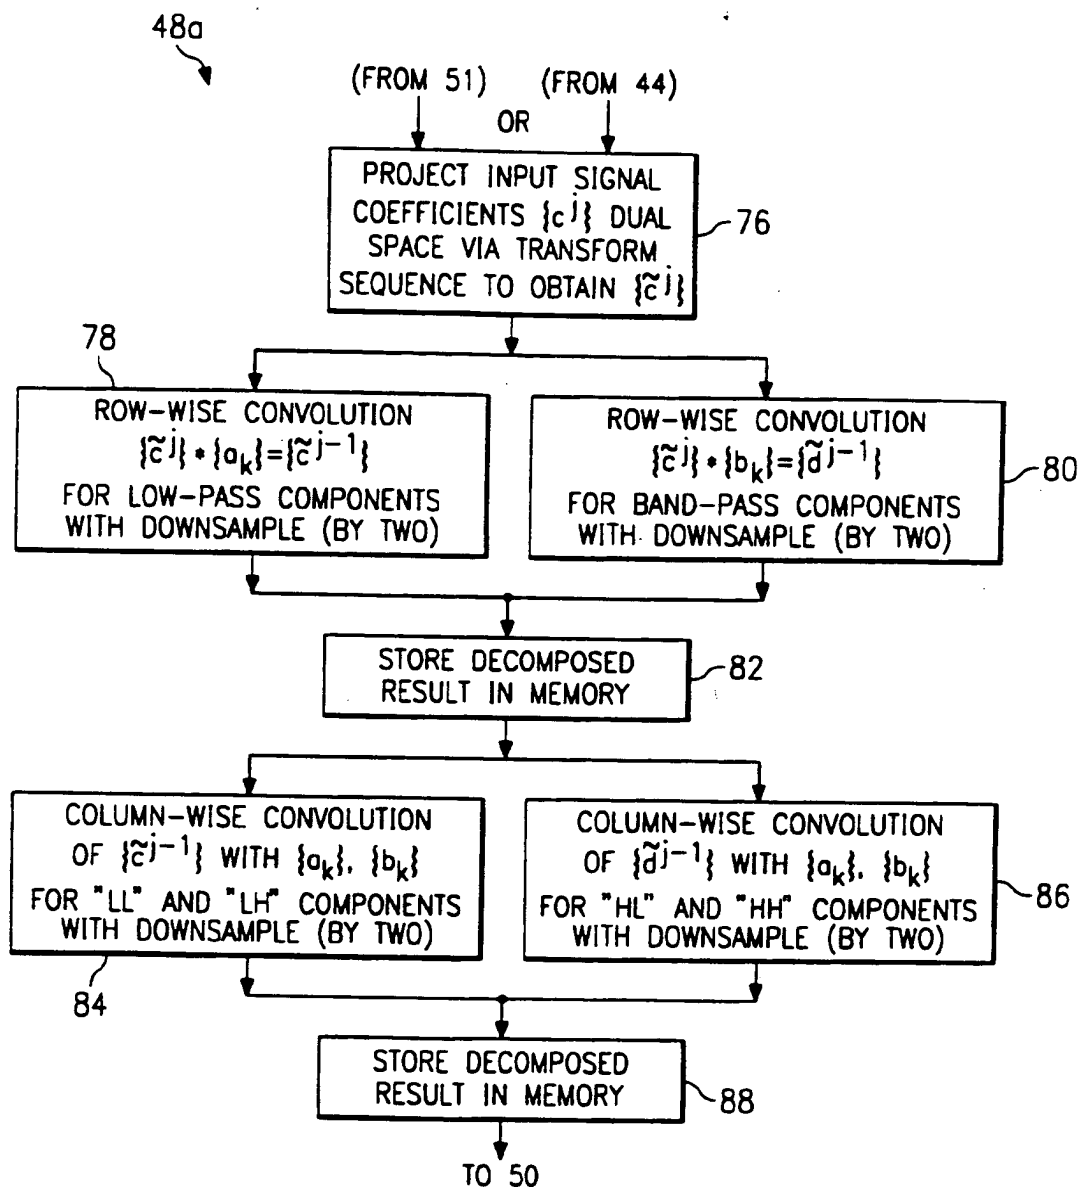 48a
(FROM 51) (FROM 44)
OR
PROJECT INPUT SIGNAL
COEFFICIENTS {c^j} DUAL
SPACE VIA TRANSFORM
SEQUENCE TO OBTAIN {c̃^j}
76
78
ROW-WISE CONVOLUTION
{c̃^j} * {a_k}={c̃^j-1}
FOR LOW-PASS COMPONENTS
WITH DOWNSAMPLE (BY TWO)
ROW-WISE CONVOLUTION
{c̃^j} * {b_k}={d̃^j-1}
FOR BAND-PASS COMPONENTS
WITH DOWNSAMPLE (BY TWO)
80
STORE DECOMPOSED
RESULT IN MEMORY
82
COLUMN-WISE CONVOLUTION
OF {c̃^j-1} WITH {a_k}, {b_k}
FOR "LL" AND "LH" COMPONENTS
WITH DOWNSAMPLE (BY TWO)
84
COLUMN-WISE CONVOLUTION
OF {d̃^j-1} WITH {a_k}, {b_k}
FOR "HL" AND "HH" COMPONENTS
WITH DOWNSAMPLE (BY TWO)
86
STORE DECOMPOSED
RESULT IN MEMORY
88
TO 50